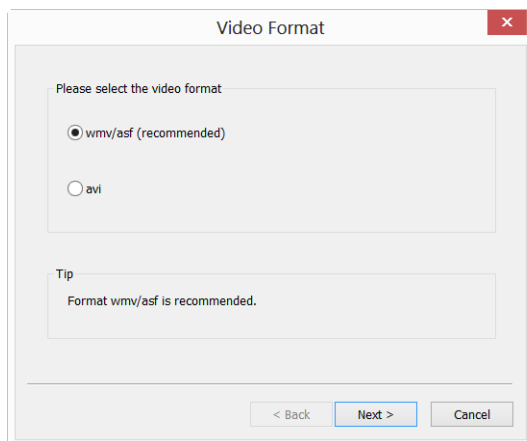 Video Format
Please select the video format
wmv/asf (recommended)
avi
Tip
Format wmv/asf is recommended.
< Back Next > Cancel